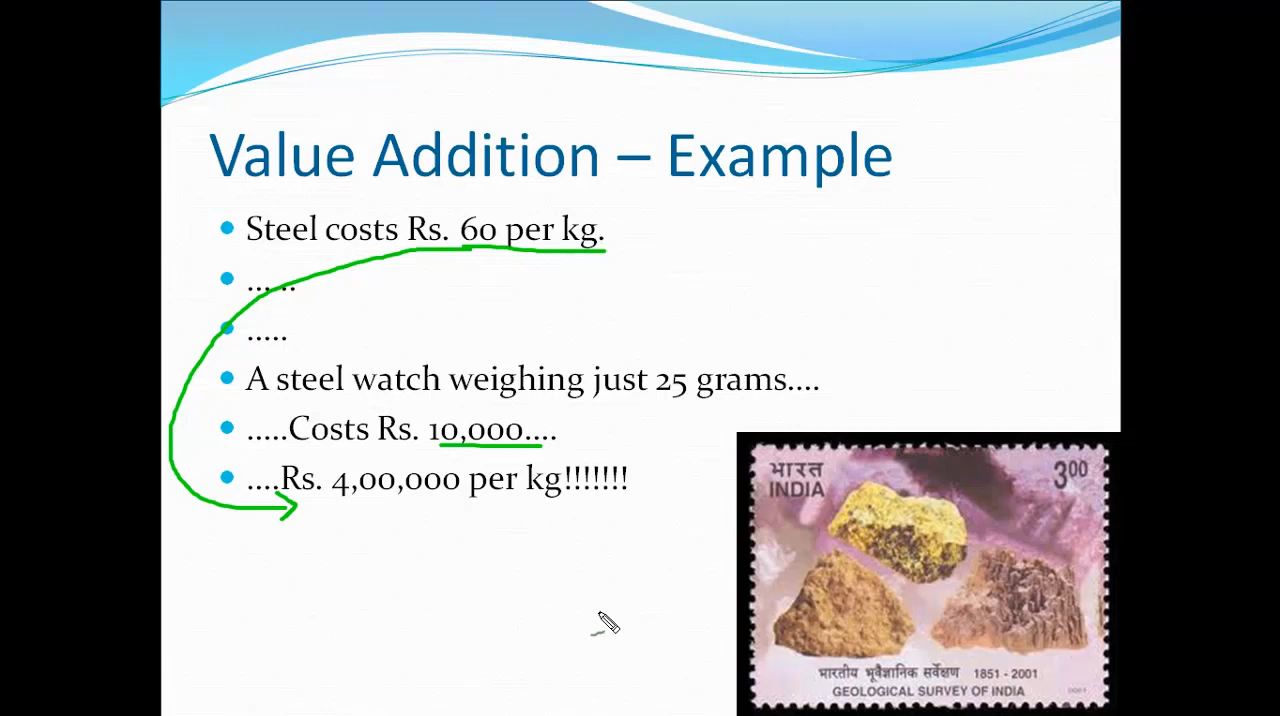 Value Addition – Example
Steel costs Rs. 60 per kg.
......
.....
A steel watch weighing just 25 grams....
.....Costs Rs. 10,000....
....Rs. 4,00,000 per kg!!!!!!!
भारत
INDIA
3.00
भारतीय भूवैज्ञानिक सर्वेक्षण 1851 - 2001
GEOLOGICAL SURVEY OF INDIA